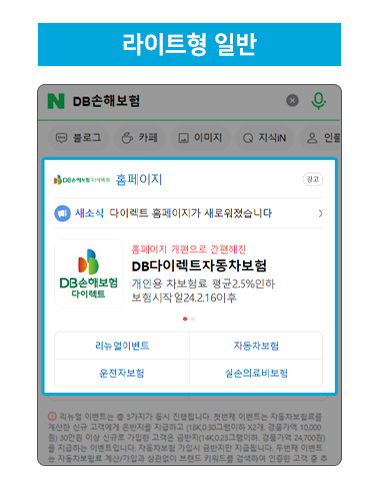 라이트형 일반
N DB손해보험
블로그 카페 이미지 지식iN 인플
DB손해보험 다이렉트 홈페이지 광고
새소식 다이렉트 홈페이지가 새로워졌습니다
홈페이지 개편으로 간편해진
DB손해보험
다이렉트
DB다이렉트자동차보험
개인용 차보험료 평균2.5%인하
보험시작일24.2.16이후
리뉴얼이벤트 자동차보험
운전자보험 실손의료비보험
리뉴얼 이벤트는 총 3가지가 동시 진행됩니다. 첫번째 이벤트는 자동차보험료를
계산한 신규 고객에게 은반지를 지급하고 (18K,0.30그램이하 X2개, 경품가액 10,000
원) 30만원 이상 신규로 가입한 고객은 금반지(14K,0.23그램이하, 경품가액 24,700원)
를 지급하는 이벤트입니다. 자동차보험 가입시 금반지만 지급됩니다. 두번째 이벤트
는 자동차보험료 계산/가입과 상관없이 브랜드 키워드를 검색하여 인증한 고객 중 추